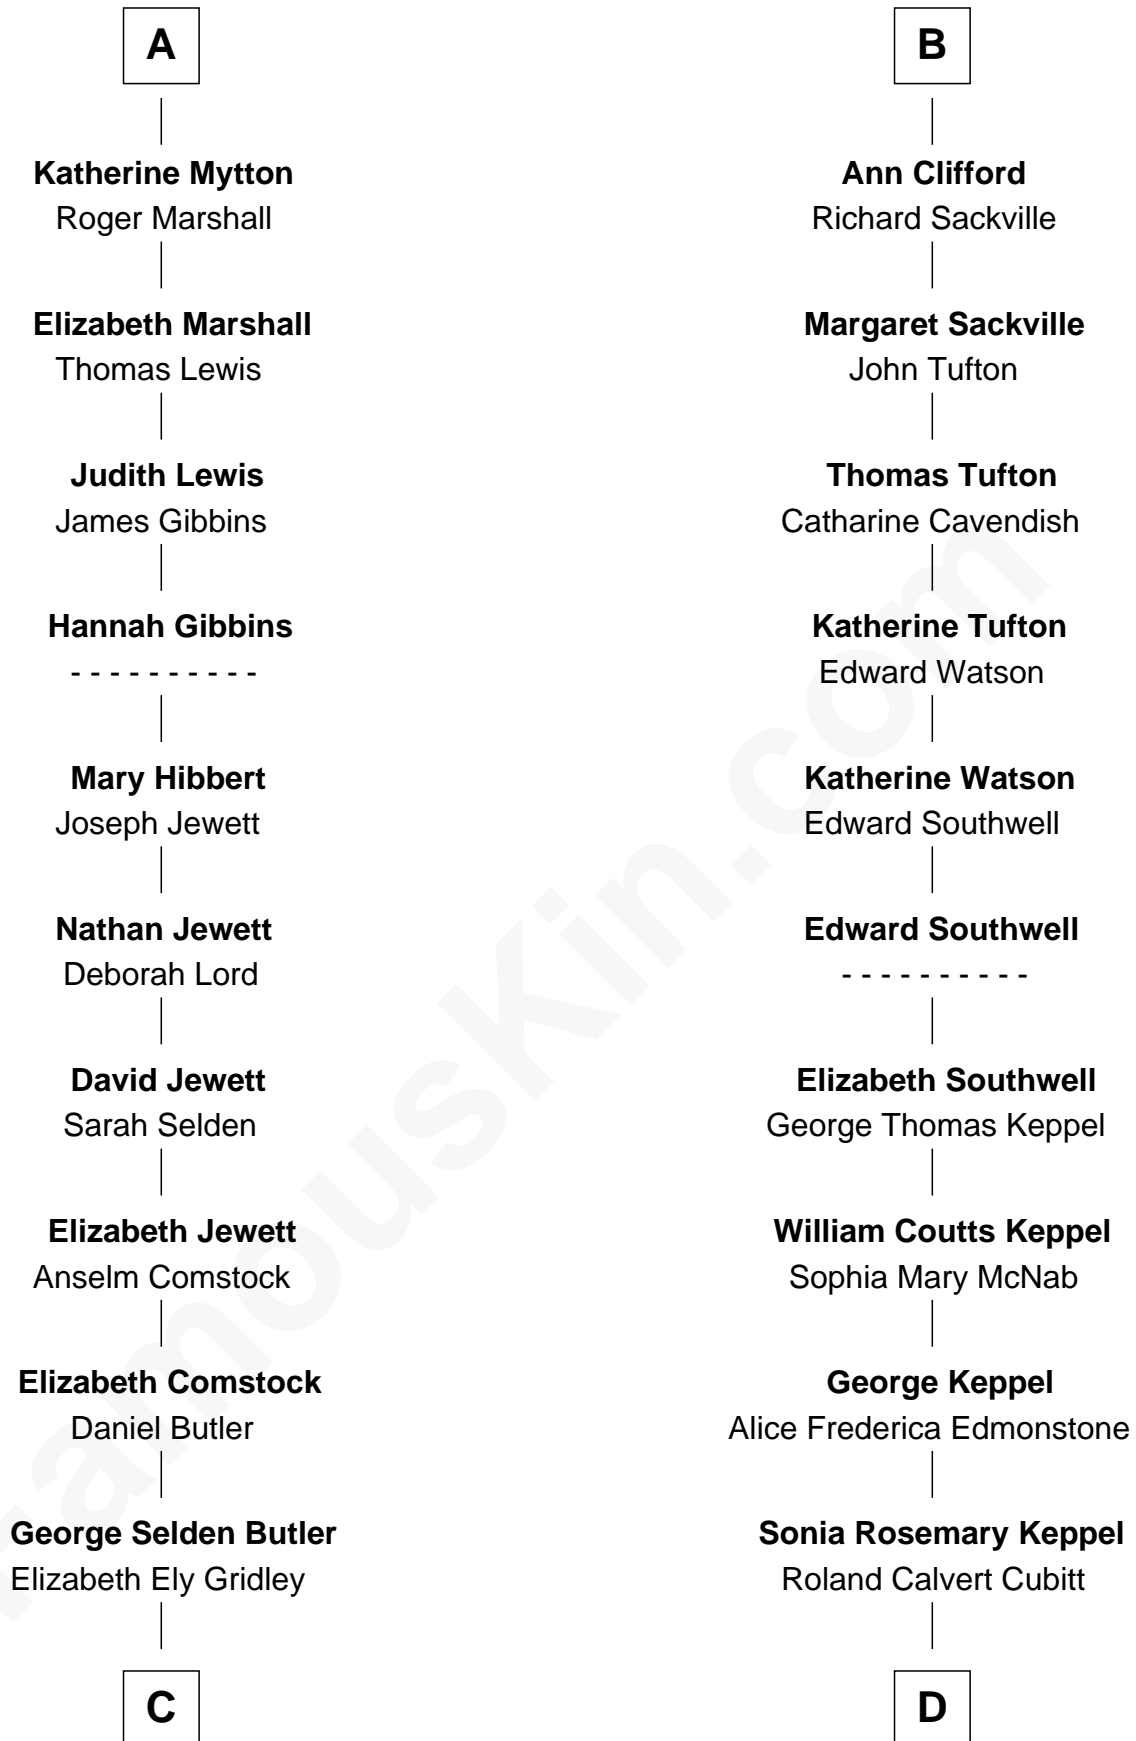 A
Katherine Mytton
Roger Marshall
Elizabeth Marshall
Thomas Lewis
Judith Lewis
James Gibbins
Hannah Gibbins
- - - - - - - - - -
Mary Hibbert
Joseph Jewett
Nathan Jewett
Deborah Lord
David Jewett
Sarah Selden
Elizabeth Jewett
Anselm Comstock
Elizabeth Comstock
Daniel Butler
George Selden Butler
Elizabeth Ely Gridley
C
B
Ann Clifford
Richard Sackville
Margaret Sackville
John Tufton
Thomas Tufton
Catharine Cavendish
Katherine Tufton
Edward Watson
Katherine Watson
Edward Southwell
Edward Southwell
- - - - - - - - - -
Elizabeth Southwell
George Thomas Keppel
William Coutts Keppel
Sophia Mary McNab
George Keppel
Alice Frederica Edmonstone
Sonia Rosemary Keppel
Roland Calvert Cubitt
D
FamousKin.com